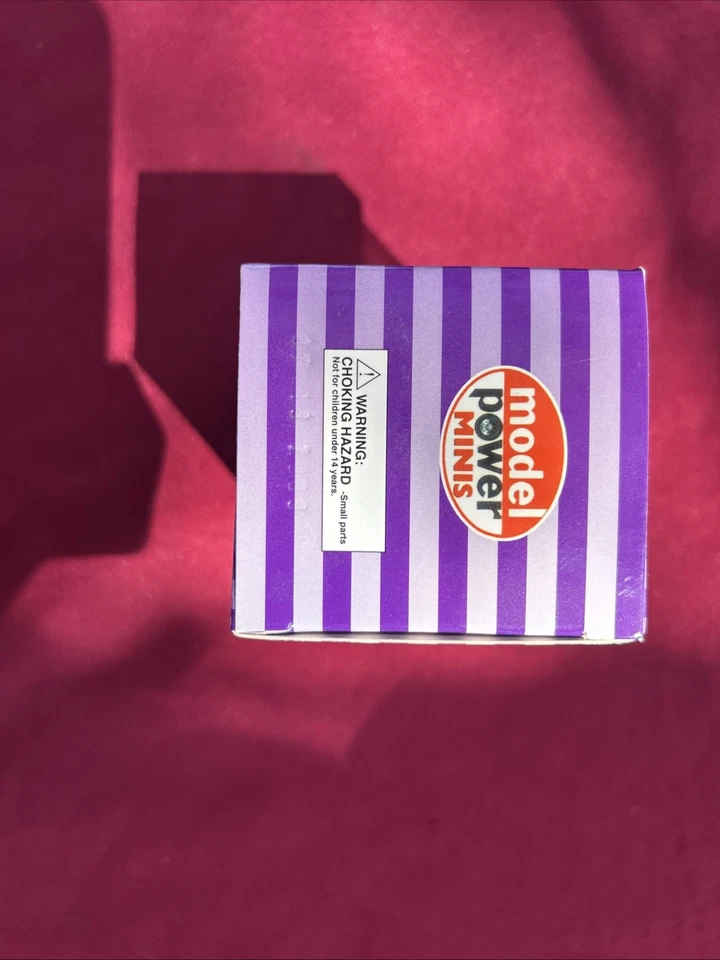 model
power
MINIS
WARNING:
CHOKING HAZARD -Small parts
Not for children under 14 years.